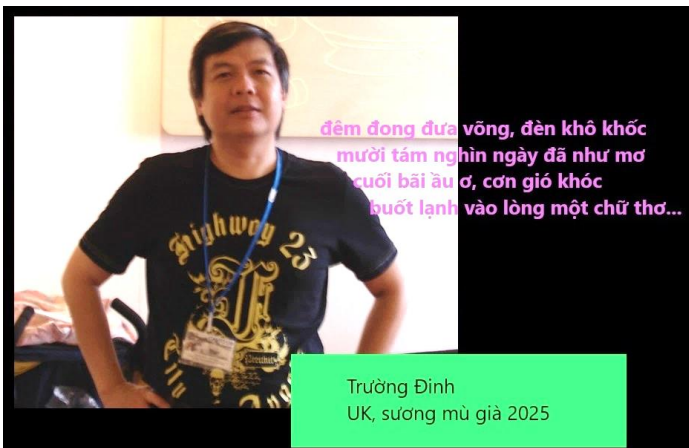 đêm đong đưa võng, đèn khô khốc
mười tám nghìn ngày đã như mơ
cuối bãi ầu ơ, cơn gió khóc
buốt lạnh vào lòng một chữ thơ...
Highway 23
Trường Đinh
UK, sương mù già 2025